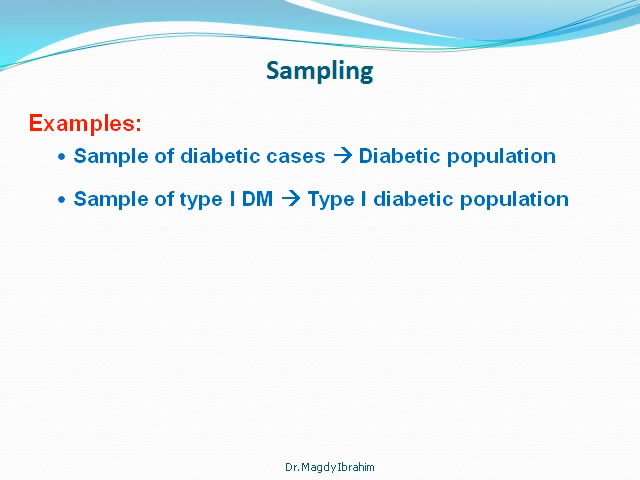 Sampling
Examples:
• Sample of diabetic cases → Diabetic population
• Sample of type I DM → Type I diabetic population
Dr. Magdy Ibrahim